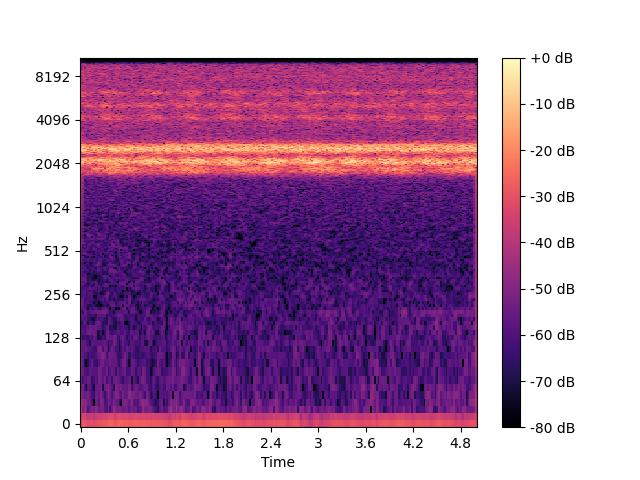 8192
4096
2048
1024
512
256
128
64
0
Hz
0 0.6 1.2 1.8 2.4 3 3.6 4.2 4.8
Time
+0 dB
-10 dB
-20 dB
-30 dB
-40 dB
-50 dB
-60 dB
-70 dB
-80 dB